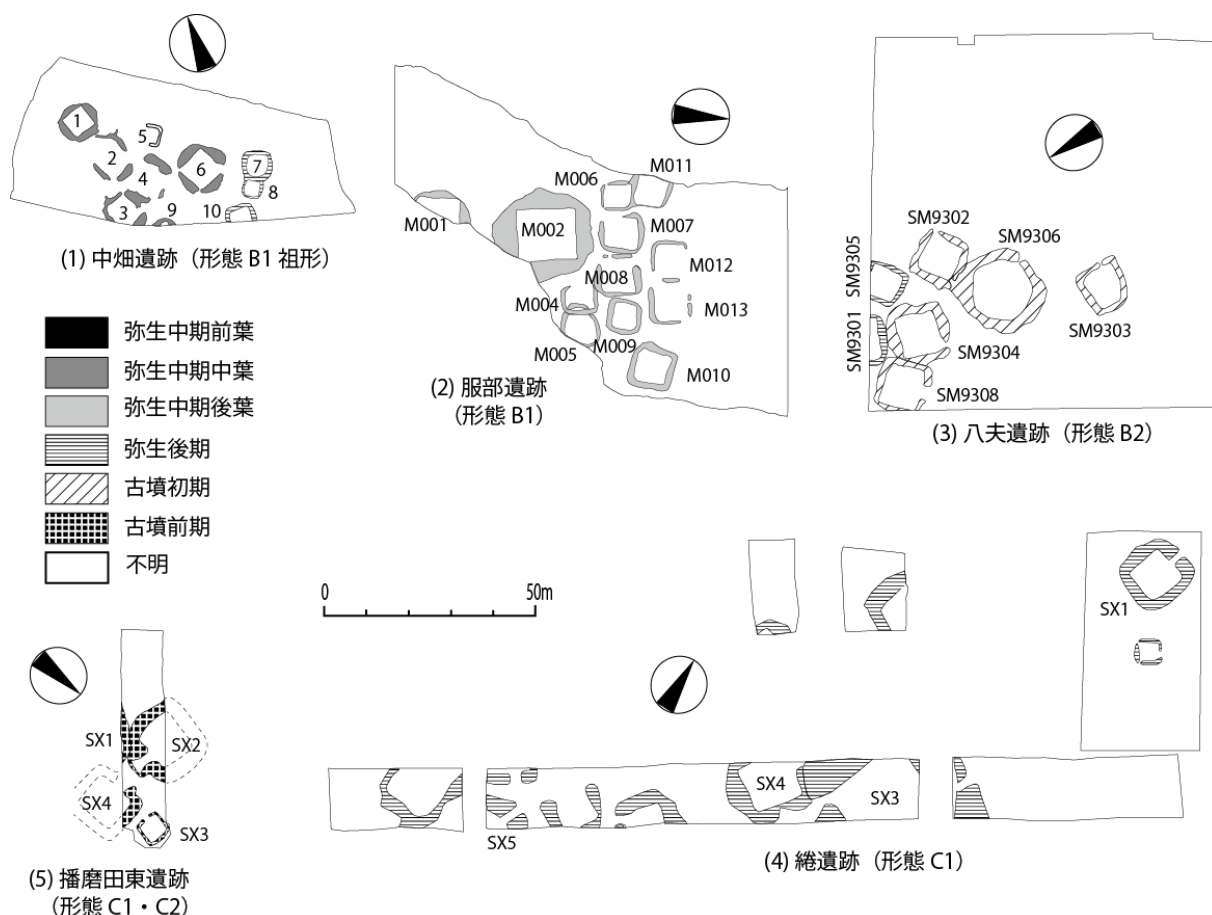 1
2
3
4
5
6
7
8
9
10
(1) 中畑遺跡（形態 B1 祖形）
M001
M002
M004
M005
M006
M007
M008
M009
M010
M011
M012
M013
(2) 服部遺跡
（形態 B1）
SM9302
SM9306
SM9305
SM9301
SM9304
SM9303
SM9308
(3) 八夫遺跡（形態 B2）
弥生中期前葉
弥生中期中葉
弥生中期後葉
弥生後期
古墳初期
古墳前期
不明
0 50m
SX1
SX4
SX3
SX5
(4) 綣遺跡（形態 C1）
SX1
SX2
SX4
SX3
(5) 播磨田東遺跡
（形態 C1・C2）